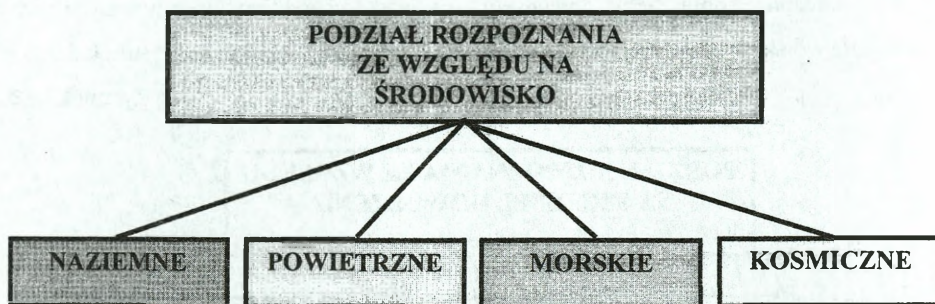 PODZIAŁ ROZPOZNANIA
ZE WZGLĘDU NA
ŚRODOWISKO
NAZIEMNE
POWIETRZNE
MORSKIE
KOSMICZNE